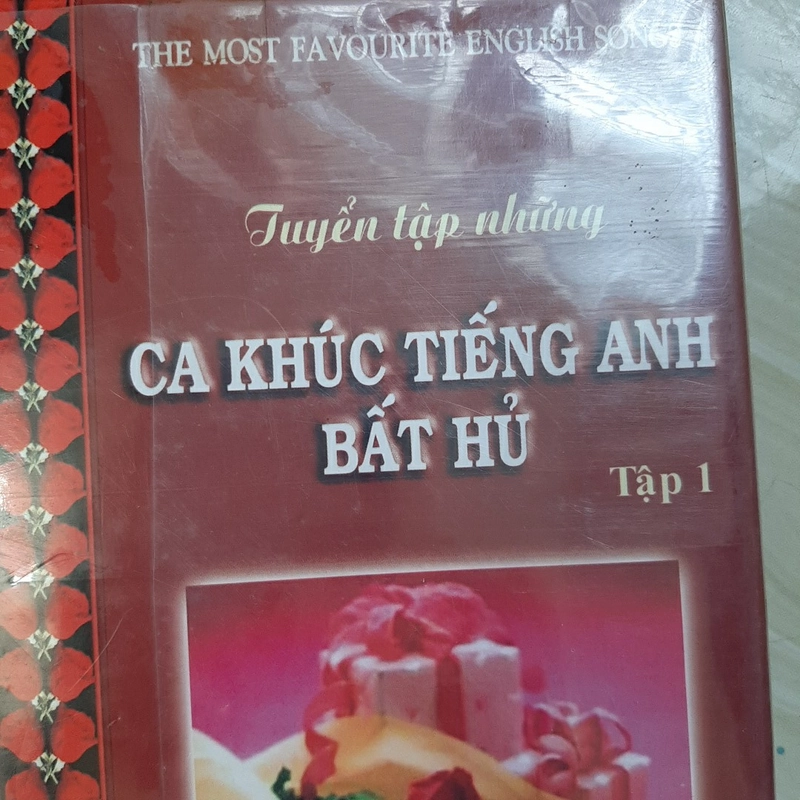 THE MOST FAVOURITE ENGLISH SONGS
Tuyển tập những
CA KHÚC TIẾNG ANH
BẤT HỦ
Tập 1